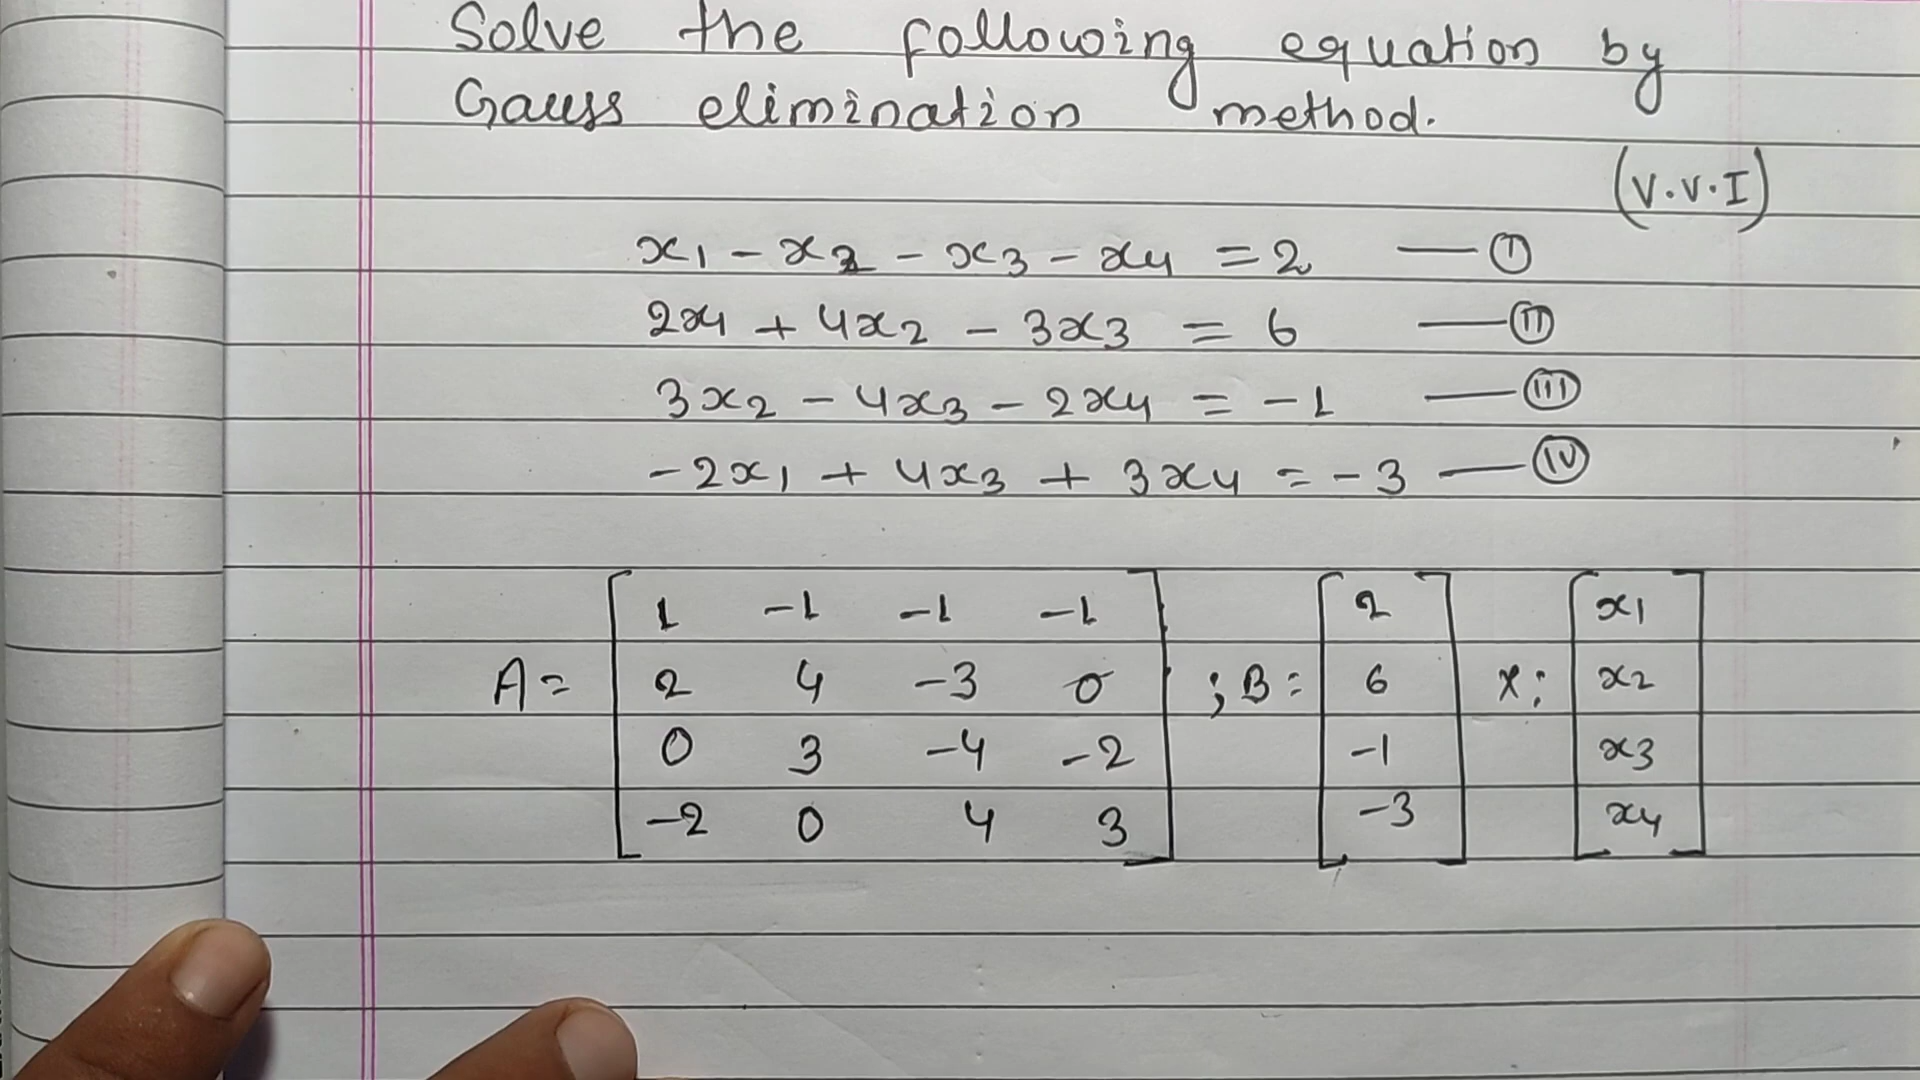 Solve the following equation by
Gauss elimination method.
(V.V.I)
x1 - x2 - x3 - x4 = 2 — I
2x1 + 4x2 - 3x3 = 6 — II
3x2 - 4x3 - 2x4 = -1 — III
-2x1 + 4x3 + 3x4 = -3 — IV
A = [ 1 -1 -1 -1 ; B = [ 2 X: [ x1
2 4 -3 0 6 x2
0 3 -4 -2 -1 x3
-2 0 4 3 ] -3 ] x4 ]